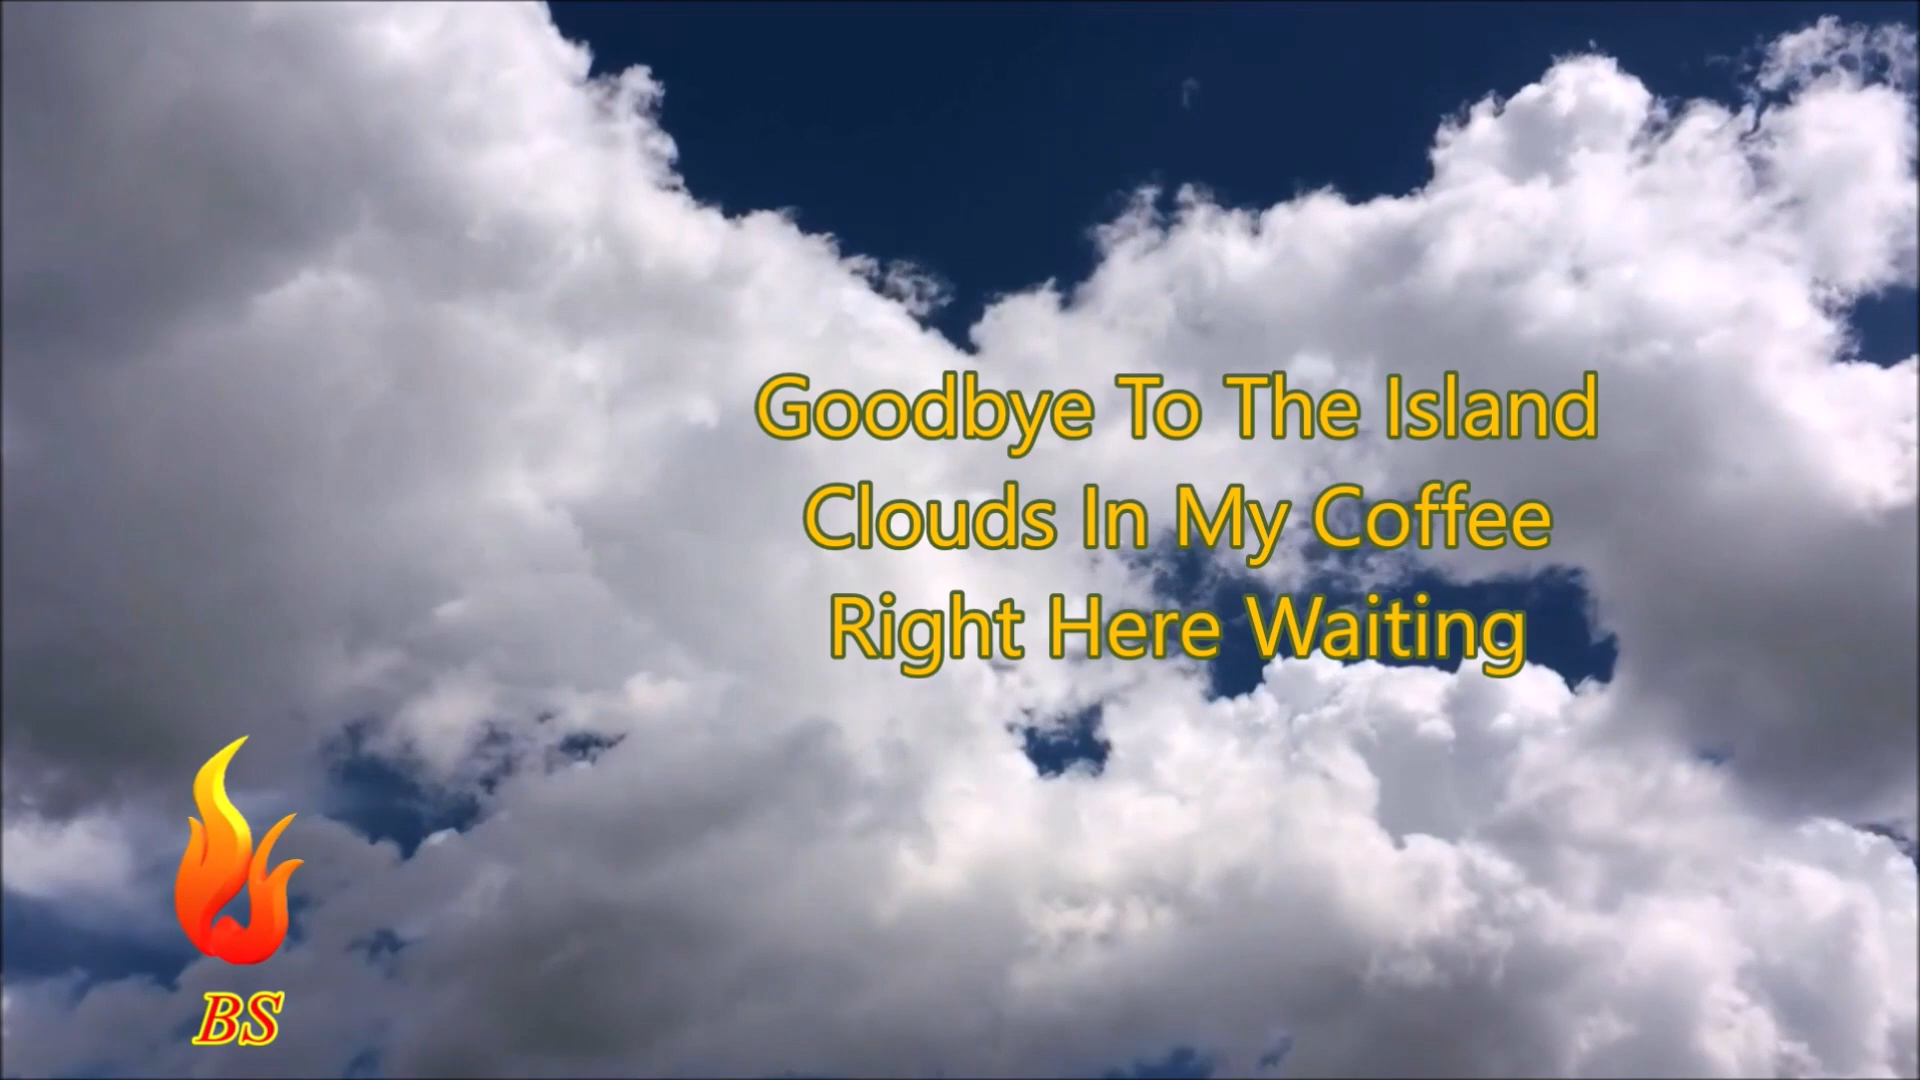 Goodbye To The Island
Clouds In My Coffee
Right Here Waiting
BS